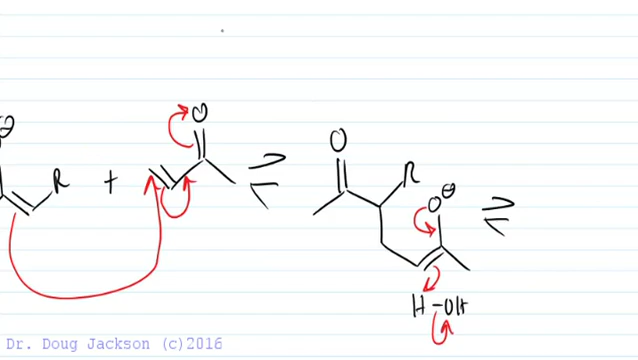 O
O⊖ O
R + ⇌ R O⊖ ⇌
H-OH
Dr. Doug Jackson (c)2016